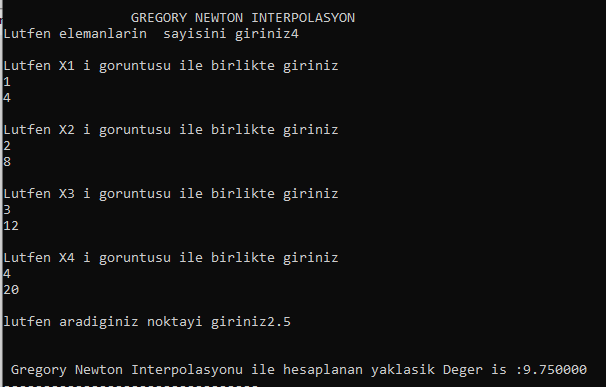 GREGORY NEWTON INTERPOLASYON
Lutfen elemanlarin  sayisini giriniz4
Lutfen X1 i goruntusu ile birlikte giriniz
1
4
Lutfen X2 i goruntusu ile birlikte giriniz
2
8
Lutfen X3 i goruntusu ile birlikte giriniz
3
12
Lutfen X4 i goruntusu ile birlikte giriniz
4
20
lutfen aradiginiz noktayi giriniz2.5
Gregory Newton Interpolasyonu ile hesaplanan yaklasik Deger is :9.750000
--------------------------------